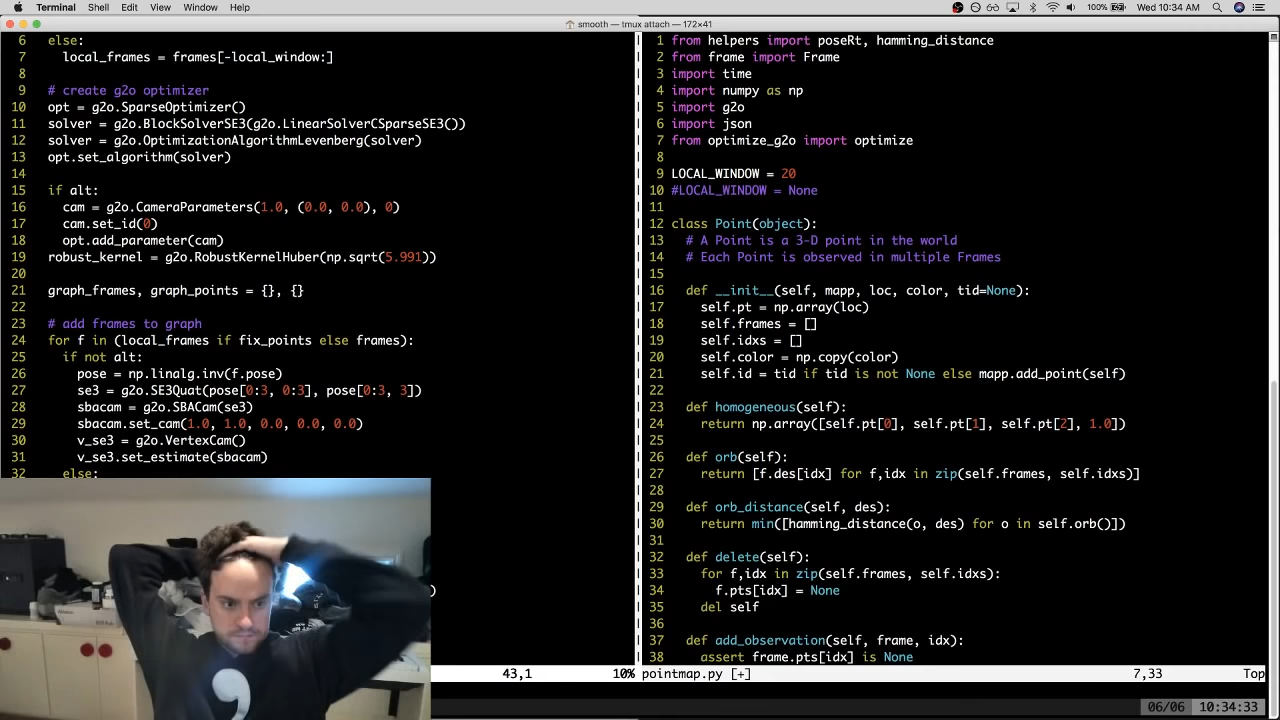 Terminal Shell Edit View Window Help
100% Wed 10:34 AM
smooth — tmux attach — 172×41
6 else:
7 local_frames = frames[-local_window:]
8
9 # create g2o optimizer
10 opt = g2o.SparseOptimizer()
11 solver = g2o.BlockSolverSE3(g2o.LinearSolverCSparseSE3())
12 solver = g2o.OptimizationAlgorithmLevenberg(solver)
13 opt.set_algorithm(solver)
14
15 if alt:
16 cam = g2o.CameraParameters(1.0, (0.0, 0.0), 0)
17 cam.set_id(0)
18 opt.add_parameter(cam)
19 robust_kernel = g2o.RobustKernelHuber(np.sqrt(5.991))
20
21 graph_frames, graph_points = {}, {}
22
23 # add frames to graph
24 for f in (local_frames if fix_points else frames):
25 if not alt:
26 pose = np.linalg.inv(f.pose)
27 se3 = g2o.SE3Quat(pose[0:3, 0:3], pose[0:3, 3])
28 sbacam = g2o.SBACam(se3)
29 sbacam.set_cam(1.0, 1.0, 0.0, 0.0, 0.0)
30 v_se3 = g2o.VertexCam()
31 v_se3.set_estimate(sbacam)
32 else:
)
43,1 10%
1 from helpers import poseRt, hamming_distance
2 from frame import Frame
3 import time
4 import numpy as np
5 import g2o
6 import json
7 from optimize_g2o import optimize
8
9 LOCAL_WINDOW = 20
10 #LOCAL_WINDOW = None
11
12 class Point(object):
13 # A Point is a 3-D point in the world
14 # Each Point is observed in multiple Frames
15
16 def __init__(self, mapp, loc, color, tid=None):
17 self.pt = np.array(loc)
18 self.frames = []
19 self.idxs = []
20 self.color = np.copy(color)
21 self.id = tid if tid is not None else mapp.add_point(self)
22
23 def homogeneous(self):
24 return np.array([self.pt[0], self.pt[1], self.pt[2], 1.0])
25
26 def orb(self):
27 return [f.des[idx] for f,idx in zip(self.frames, self.idxs)]
28
29 def orb_distance(self, des):
30 return min([hamming_distance(o, des) for o in self.orb()])
31
32 def delete(self):
33 for f,idx in zip(self.frames, self.idxs):
34 f.pts[idx] = None
35 del self
36
37 def add_observation(self, frame, idx):
38 assert frame.pts[idx] is None
pointmap.py [+] 7,33 Top
06/06 10:34:33